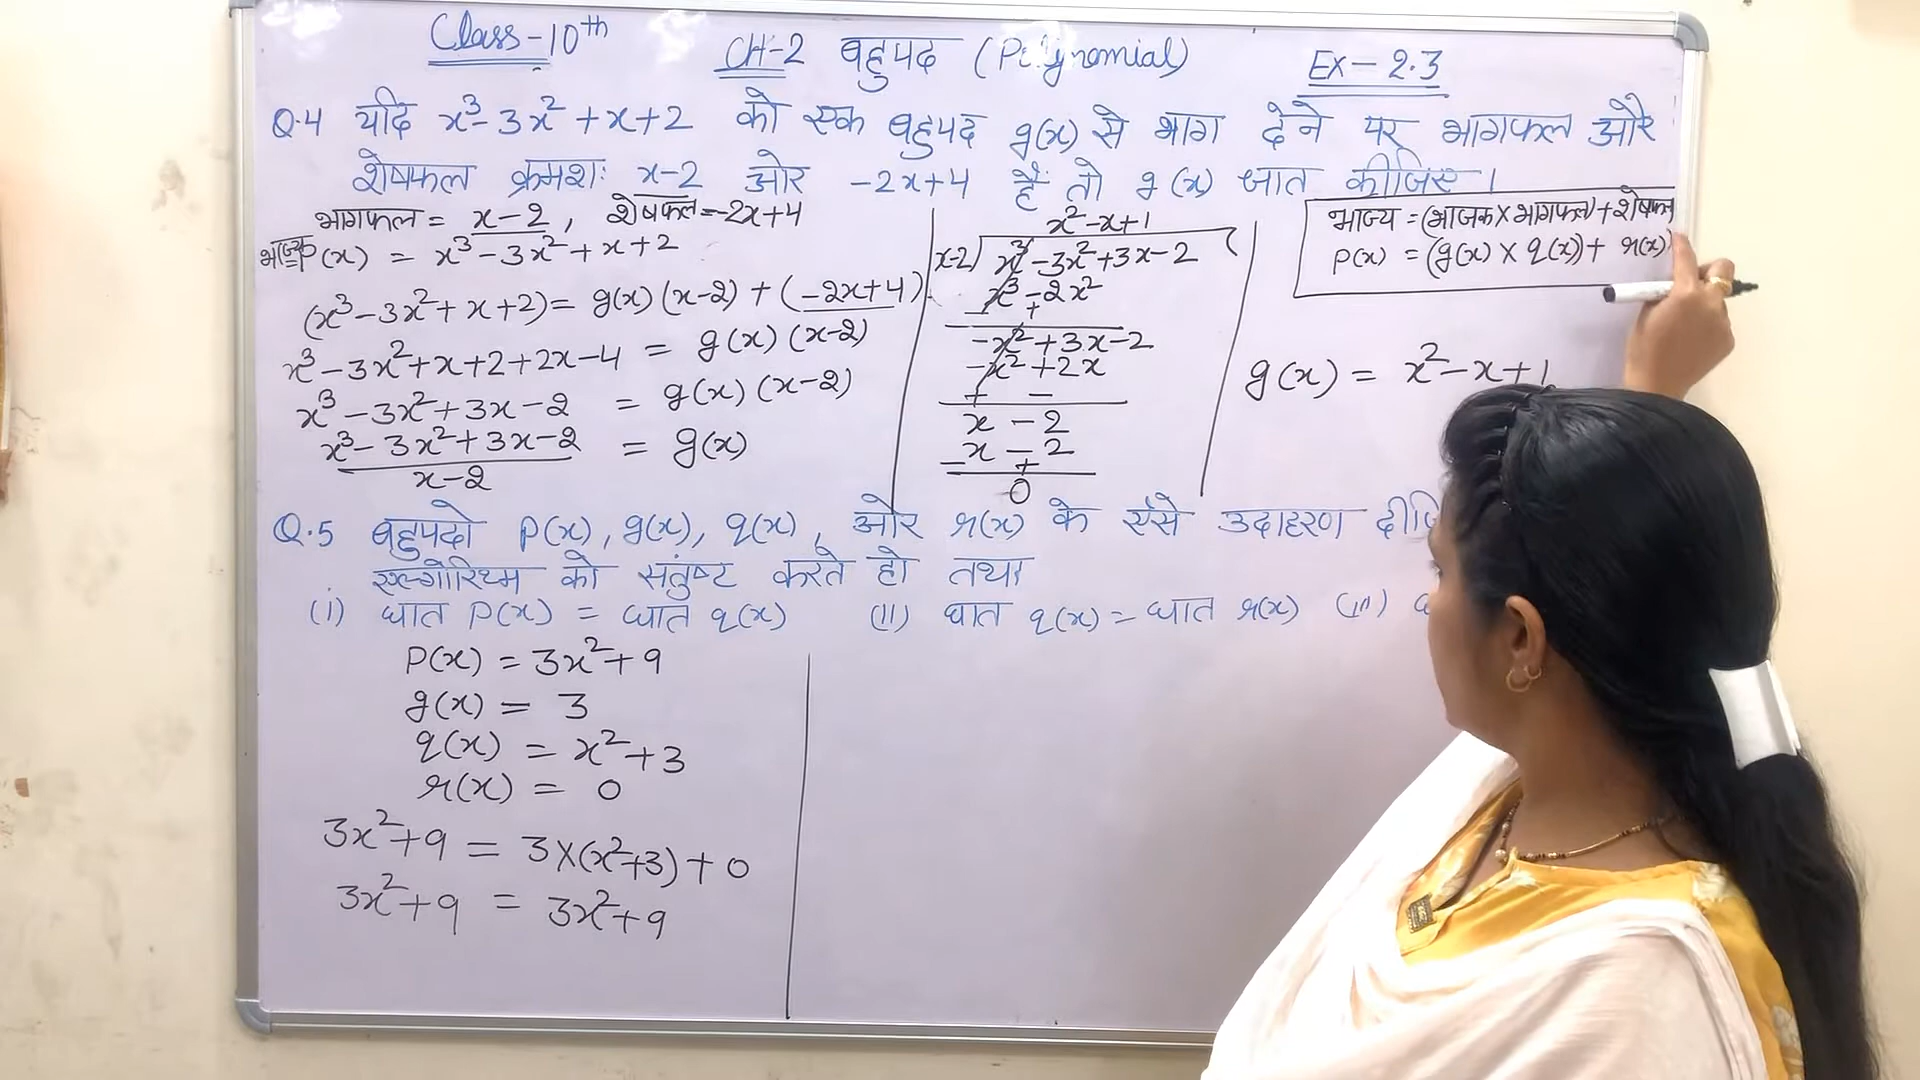 Class-10th
CH-2 बहुपद (Polynomial)
Ex-2.3
Q.4 यदि x³-3x²+x+2 को एक बहुपद g(x) से भाग देने पर भागफल और
शेषफल क्रमशः x-2 और -2x+4 हैं तो g(x) ज्ञात कीजिए।
भागफल = x-2, शेषफल=-2x+4
भाज्य P(x) = x³-3x²+x+2
(x³-3x²+x+2)= g(x)(x-2)+(-2x+4)
x³-3x²+x+2+2x-4 = g(x)(x-2)
x³-3x²+3x-2 = g(x)(x-2)
x³-3x²+3x-2 = g(x)
x-2
x²-x+1
x-2) x³-3x²+3x-2
x³-2x²
- +
-x²+3x-2
-x²+2x
+ -
x-2
x-2
- +
0
भाज्य =(भाजक×भागफल)+शेषफल
P(x) =(g(x)×q(x))+ r(x)
g(x) = x²-x+1
Q.5 बहुपदो P(x), g(x), q(x), और r(x) के ऐसे उदाहरण
एल्गोरिथ्म को संतुष्ट करते हो तथा
(i) घात P(x) = घात q(x) (ii) घात q(x) = घात r(x) (iii)
P(x) = 3x²+9
g(x) = 3
q(x) = x²+3
r(x) = 0
3x²+9 = 3×(x²+3)+0
3x²+9 = 3x²+9